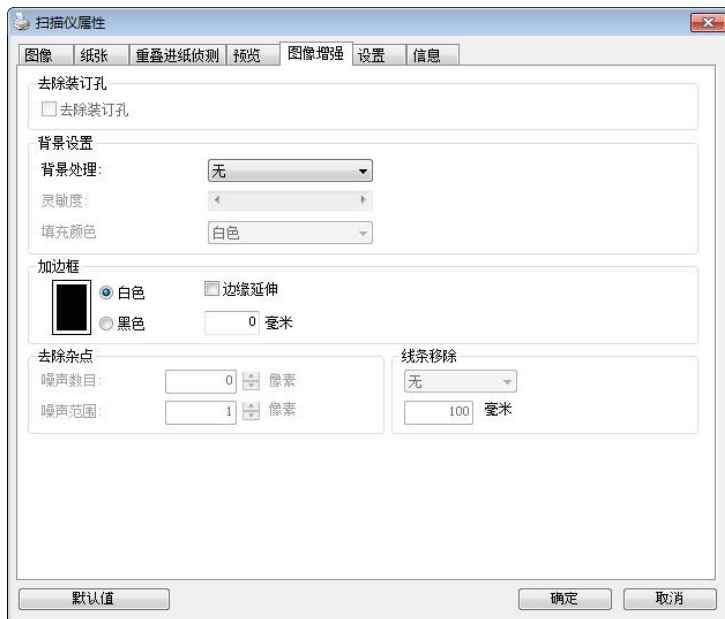 扫描仪属性
图像 纸张 重叠进纸侦测 预览 图像增强 设置 信息
去除装订孔
去除装订孔
背景设置
背景处理: 无
灵敏度:
填充颜色 白色
加边框
白色 边缘延伸
黑色 0 毫米
去除杂点 线条移除
噪声数目: 0 像素 无
噪声范围: 1 像素 100 毫米
默认值 确定 取消